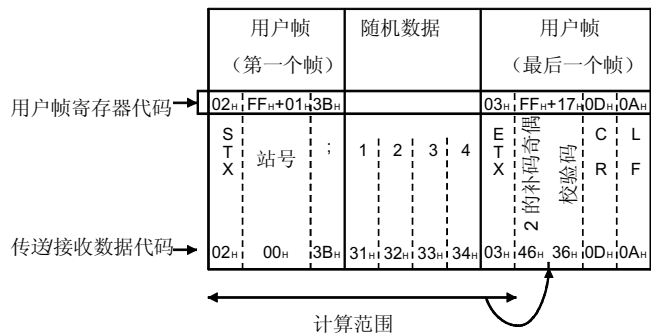 用户帧 随机数据 用户帧
（第一个帧） （最后一个帧）
用户帧寄存器代码 02H FFH+01H 3BH 03H FFH+17H 0DH 0AH
STX 站号 ; 1 2 3 4 ETX 2 的补码奇偶校验码 CR LF
传送接收数据代码 02H 00H 3BH 31H 32H 33H 34H 03H 46H 36H 0DH 0AH
计算范围